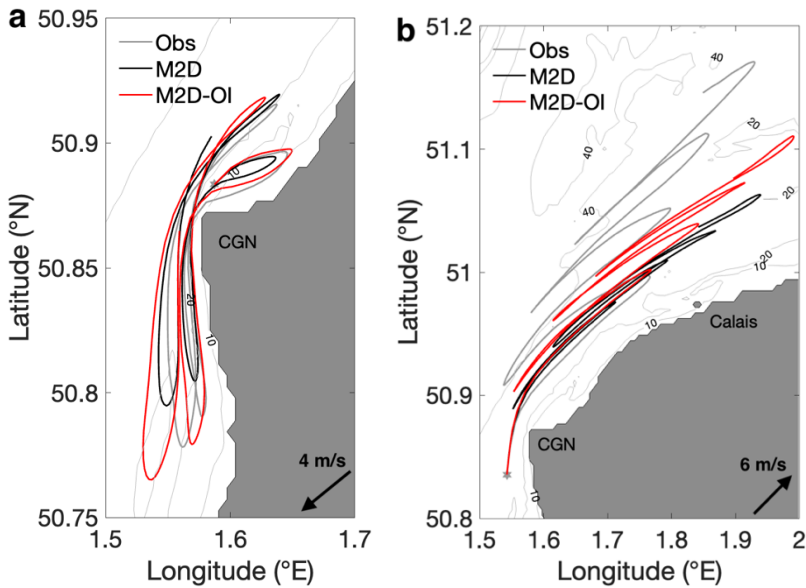 a
50.95
50.9
50.85
50.8
50.75
Obs
M2D
M2D-OI
10
CGN
20
10
4 m/s
1.5
1.6
1.7
Longitude (°E)
Latitude (°N)
b
51.2
51.1
51
50.9
50.8
Obs
M2D
M2D-OI
40
20
40
40
20
20
10
10
Calais
CGN
10
6 m/s
1.5
1.6
1.7
1.8
1.9
2
Longitude (°E)
Latitude (°N)